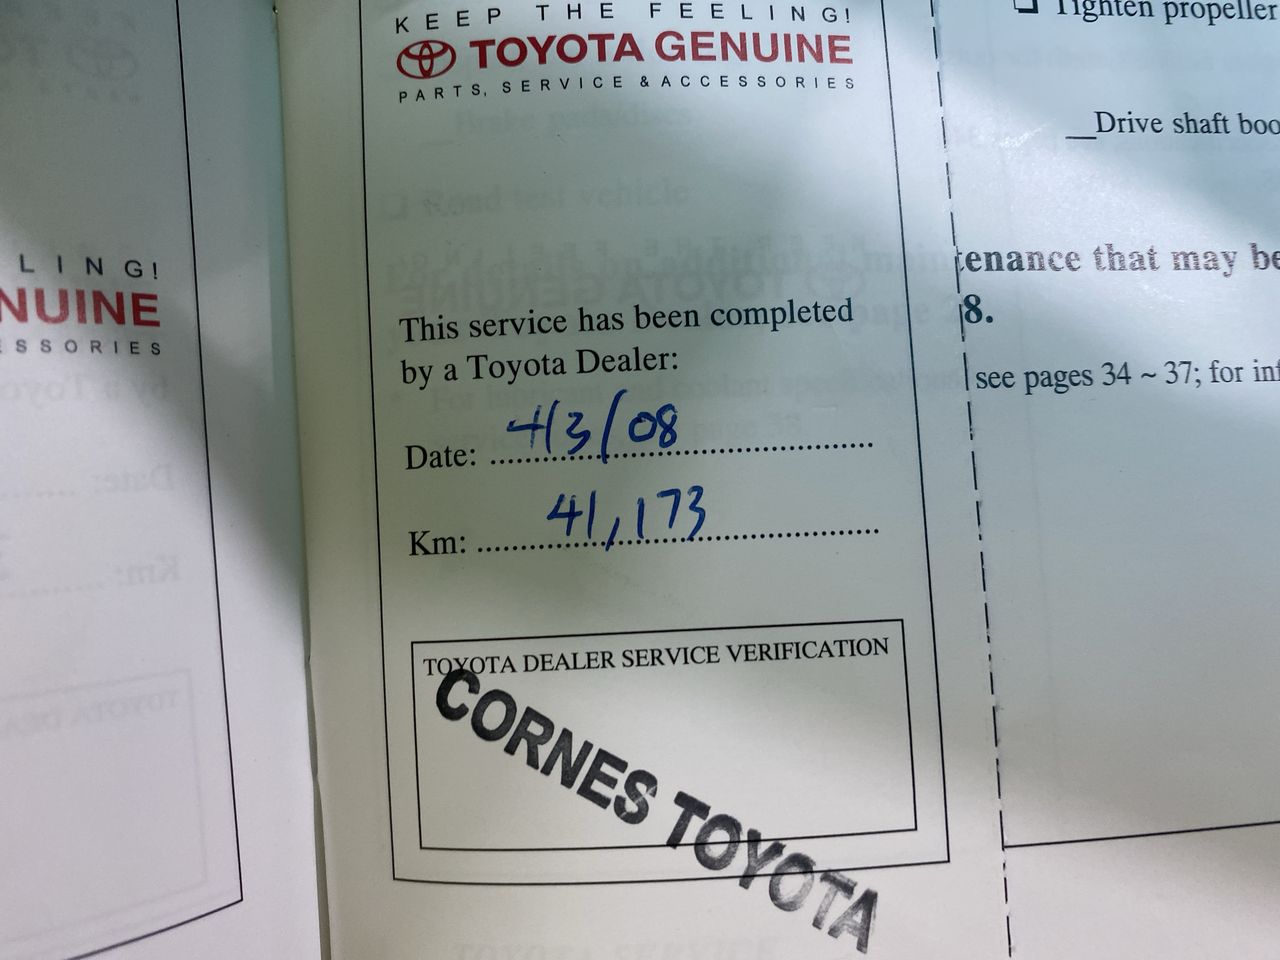 LING!
NUINE
SSORIES
KEEP THE FEELING!
TOYOTA GENUINE
PARTS, SERVICE & ACCESSORIES
This service has been completed
by a Toyota Dealer:
Date: 4/3/08
Km: 41,173
TOYOTA DEALER SERVICE VERIFICATION
CORNES TOYOTA
Tighten propeller
__Drive shaft boo
tenance that may be
8.
see pages 34 ~ 37; for inf